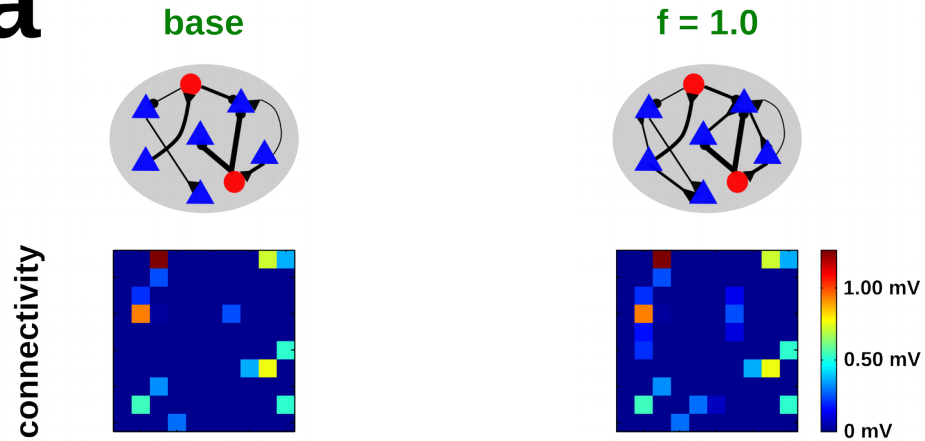 a
base
f = 1.0
connectivity
1.00 mV
0.50 mV
0 mV